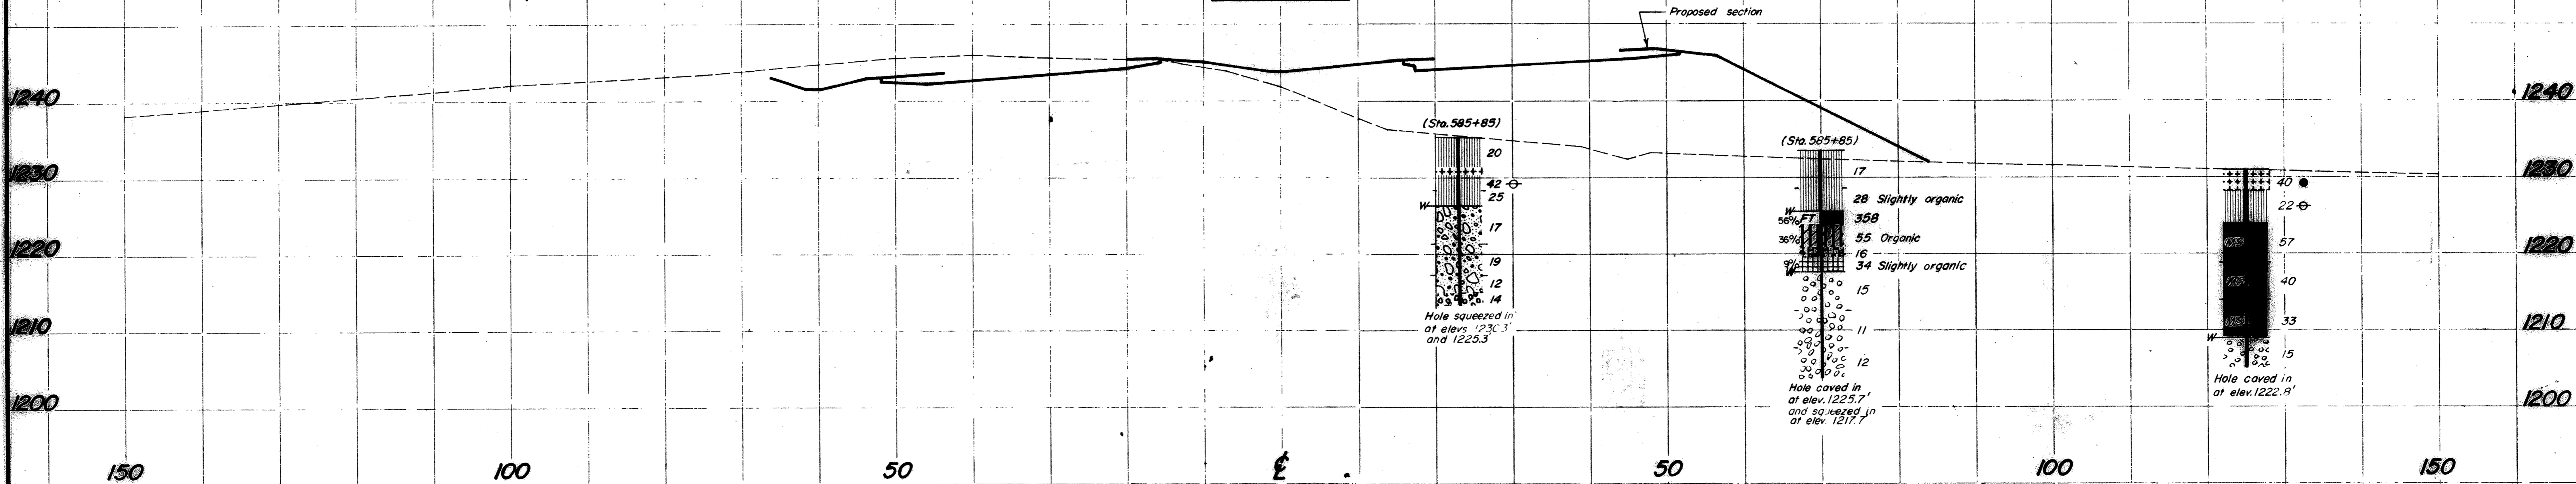 Proposed section
1240
1240
(Sta. 585+85)
(Sta. 585+85)
20
1230
17
1230
42
40
25
28 Slightly organic
22
W
W
56% FT 358
17
36%
55 Organic
1220
57
1220
16
19
9%
34 Slightly organic
W
12
15
40
14
Hole squeezed in
at elevs
and 1225.3'
1210
11
33
1210
W
12
15
Hole caved in
at elev. 1225.7'
and squeezed in
at elev. 1217.7'
Hole caved in
at elev. 1222.8'
1200
1200
150
100
50
℄
50
100
150